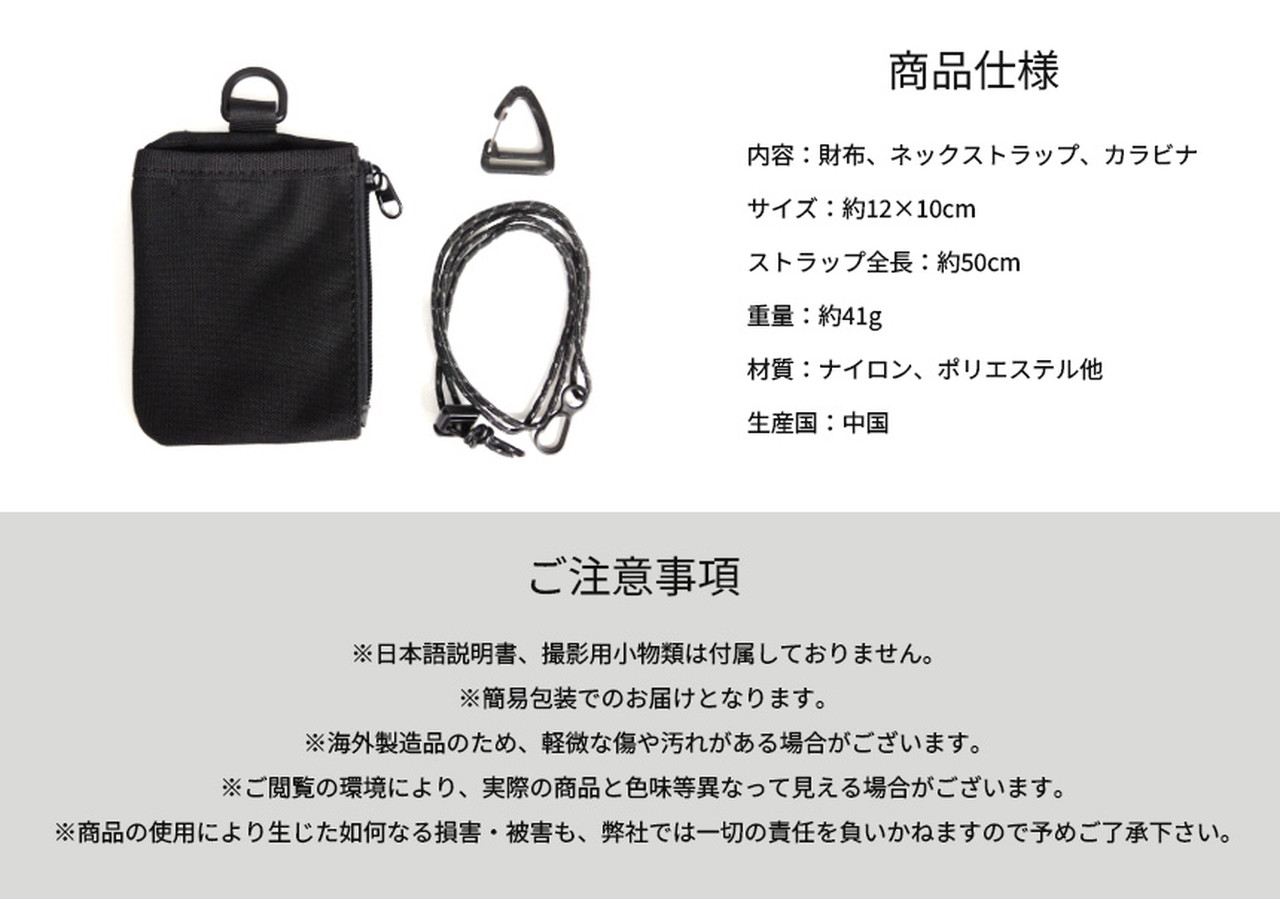 商品仕様
内容：財布、ネックストラップ、カラビナ
サイズ：約12×10cm
ストラップ全長：約50cm
重量：約41g
材質：ナイロン、ポリエステル他
生産国：中国
ご注意事項
※日本語説明書、撮影用小物類は付属しておりません。
※簡易包装でのお届けとなります。
※海外製造品のため、軽微な傷や汚れがある場合がございます。
※ご閲覧の環境により、実際の商品と色味等異なって見える場合がございます。
※商品の使用により生じた如何なる損害・被害も、弊社では一切の責任を負いかねますので予めご了承下さい。